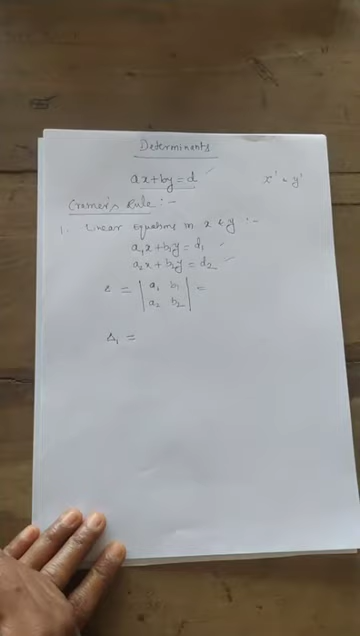 Determinants
ax+by=d
x' & y'
Cramer's Rule :-
1. Linear equations in x & y :-
a₁x+b₁y=d₁
a₂x+b₂y=d₂
Δ = | a₁ b₁ | =
| a₂ b₂ |
Δ₁ =